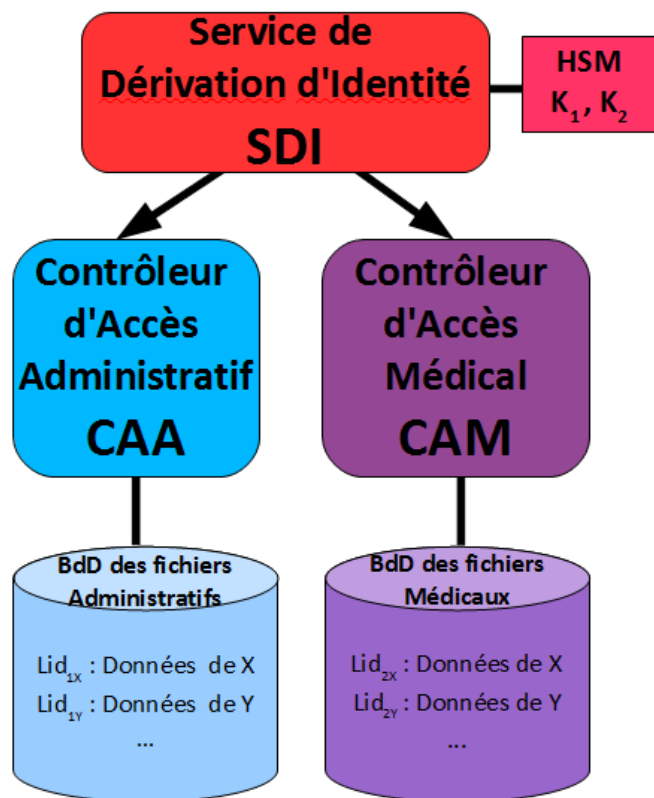 Service de
Dérivation d'Identité
SDI
HSM
K₁ , K₂
Contrôleur
d'Accès
Administratif
CAA
Contrôleur
d'Accès
Médical
CAM
BdD des fichiers
Administratifs
Lid₁ₓ : Données de X
Lid₁Y : Données de Y
...
BdD des fichiers
Médicaux
Lid₂ₓ : Données de X
Lid₂Y : Données de Y
...